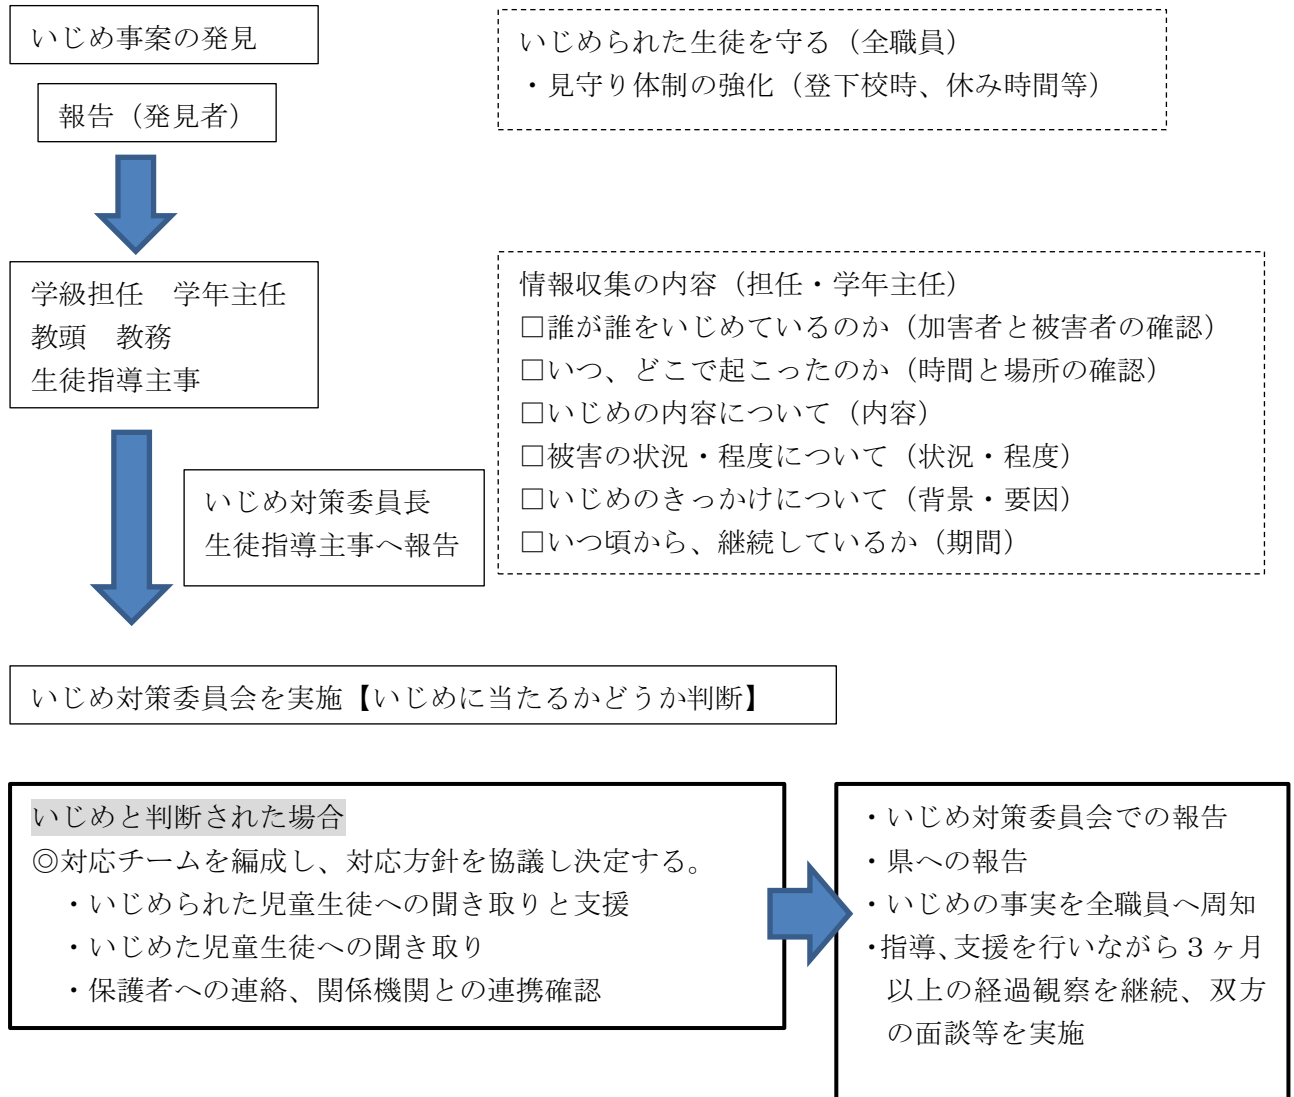 いじめ事案の発見
報告（発見者）
いじめられた生徒を守る（全職員）
・見守り体制の強化（登下校時、休み時間等）
学級担任　学年主任
教頭　教務
生徒指導主事
情報収集の内容（担任・学年主任）
□誰が誰をいじめているのか（加害者と被害者の確認）
□いつ、どこで起こったのか（時間と場所の確認）
□いじめの内容について（内容）
□被害の状況・程度について（状況・程度）
□いじめのきっかけについて（背景・要因）
□いつ頃から、継続しているか（期間）
いじめ対策委員長
生徒指導主事へ報告
いじめ対策委員会を実施【いじめに当たるかどうか判断】
いじめと判断された場合
◎対応チームを編成し、対応方針を協議し決定する。
・いじめられた児童生徒への聞き取りと支援
・いじめた児童生徒への聞き取り
・保護者への連絡、関係機関との連携確認
・いじめ対策委員会での報告
・県への報告
・いじめの事実を全職員へ周知
・指導、支援を行いながら３ヶ月
以上の経過観察を継続、双方
の面談等を実施